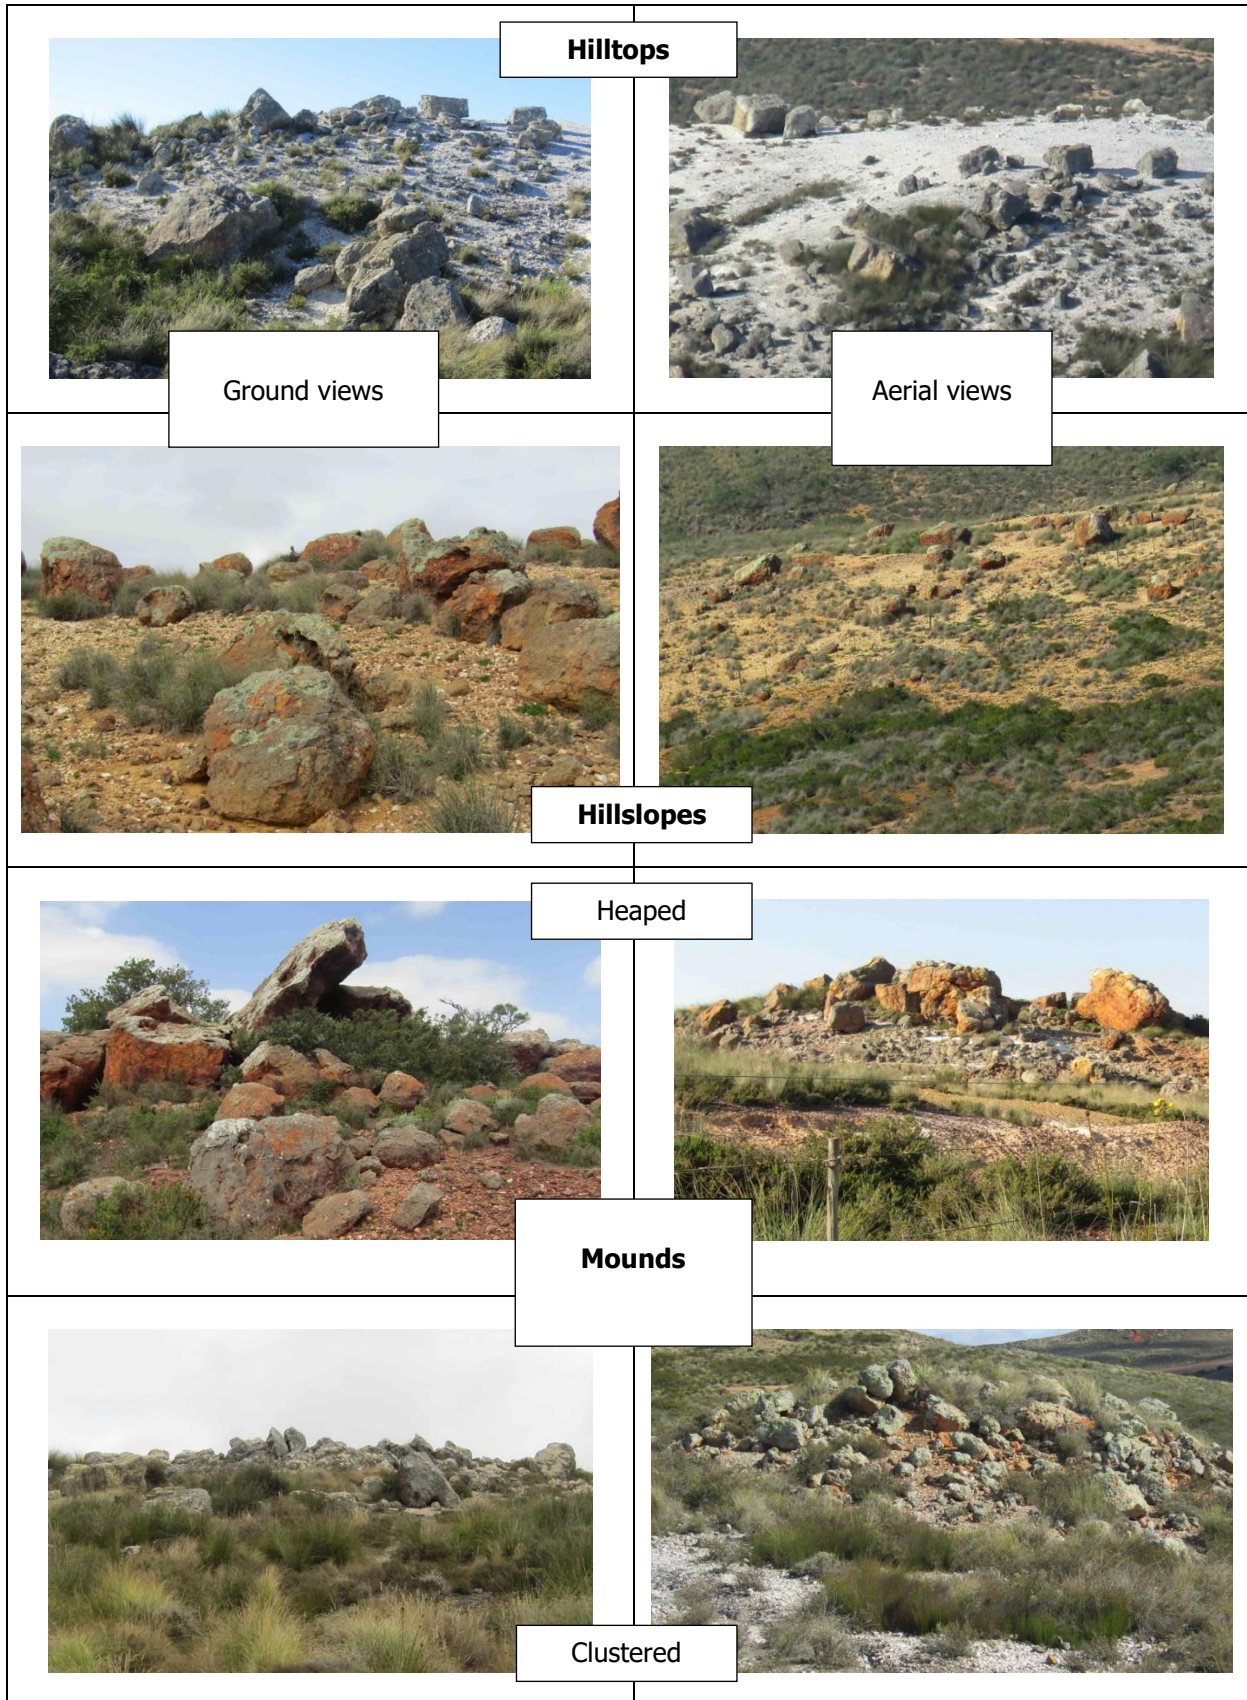 Hilltops
Ground views
Aerial views
Hillslopes
Heaped
Mounds
Clustered